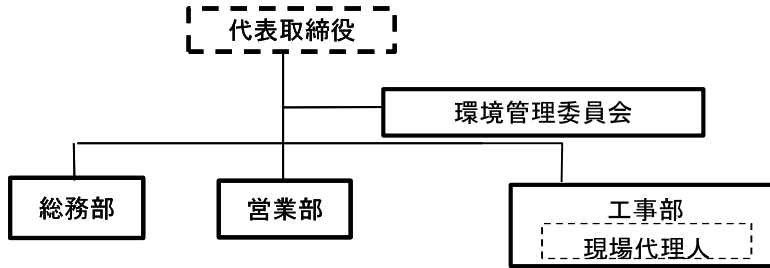 代表取締役
環境管理委員会
総務部
営業部
工事部
現場代理人